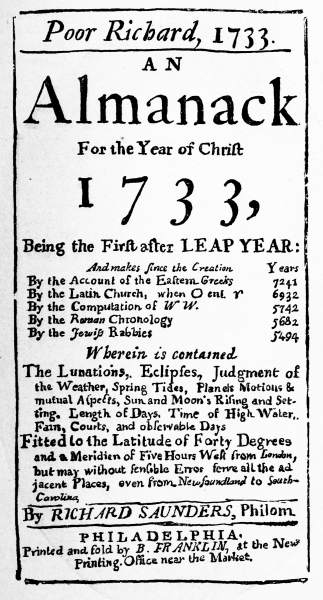 Poor Richard, 1733.
AN
Almanack
For the Year of Christ
1733,
Being the First after LEAP YEAR:
And makes since the Creation Years
By the Account of the Eastern Greeks 7241
By the Latin Church, when O ent. ♈ 6932
By the Computation of W.W. 5742
By the Roman Chronology 5682
By the Jewish Rabbies 5494
Wherein is contained
The Lunations, Eclipses, Judgment of
the Weather, Spring Tides, Planets Motions &
mutual Aspects, Sun and Moon's Rising and Set-
ting, Length of Days, Time of High Water,
Fairs, Courts, and observable Days
Fitted to the Latitude of Forty Degrees
and a Meridian of Five Hours West from London,
but may without sensible Error, serve all the ad
jacent Places, even from Newfoundland to South-
Carolina.
By RICHARD SAUNDERS, Philom.
PHILADELPHIA.
Printed and sold by B. FRANKLIN, at the New
Printing. Office near the Market.